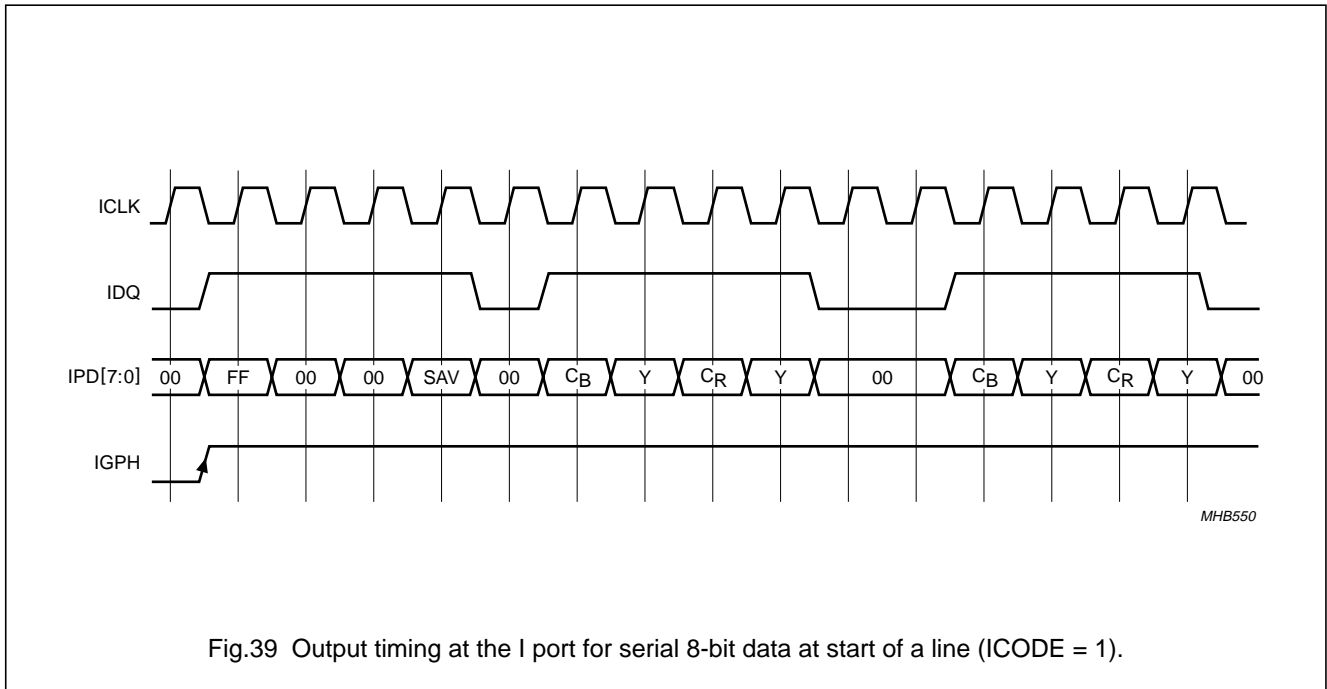 ICLK
IDQ
IPD[7:0] 00 FF 00 00 SAV 00 CB Y CR Y 00 CB Y CR Y 00
IGPH
MHB550
Fig.39 Output timing at the I port for serial 8-bit data at start of a line (ICODE = 1).